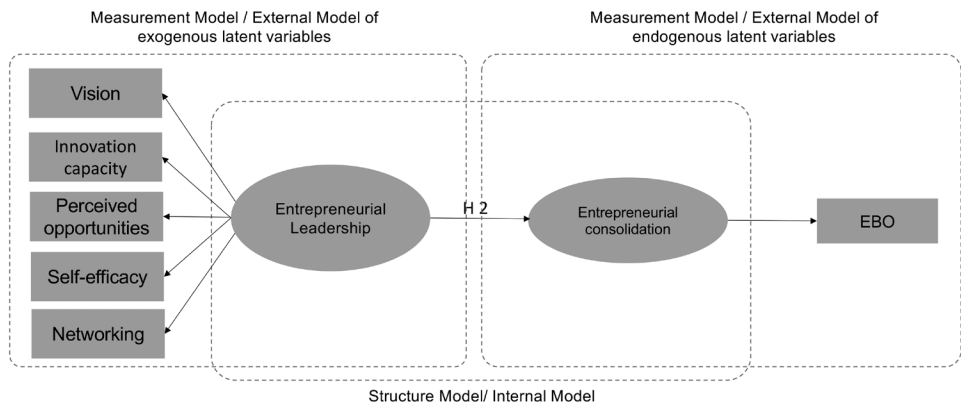 Measurement Model / External Model of
exogenous latent variables
Measurement Model / External Model of
endogenous latent variables
Vision
Innovation
capacity
Perceived
opportunities
Self-efficacy
Networking
Entrepreneurial
Leadership
H 2
Entrepreneurial
consolidation
EBO
Structure Model/ Internal Model